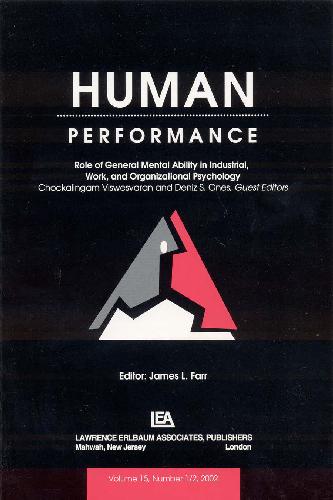 HUMAN
PERFORMANCE
Role of General Mental Ability in Industrial,
Work, and Organizational Psychology
Chockalingam Viswesvaran and Deniz S. Ones, Guest Editors
Editor: James L. Farr
LEA
LAWRENCE ERLBAUM ASSOCIATES, PUBLISHERS
Mahwah, New Jersey London
Volume 15, Number 1/2, 2002